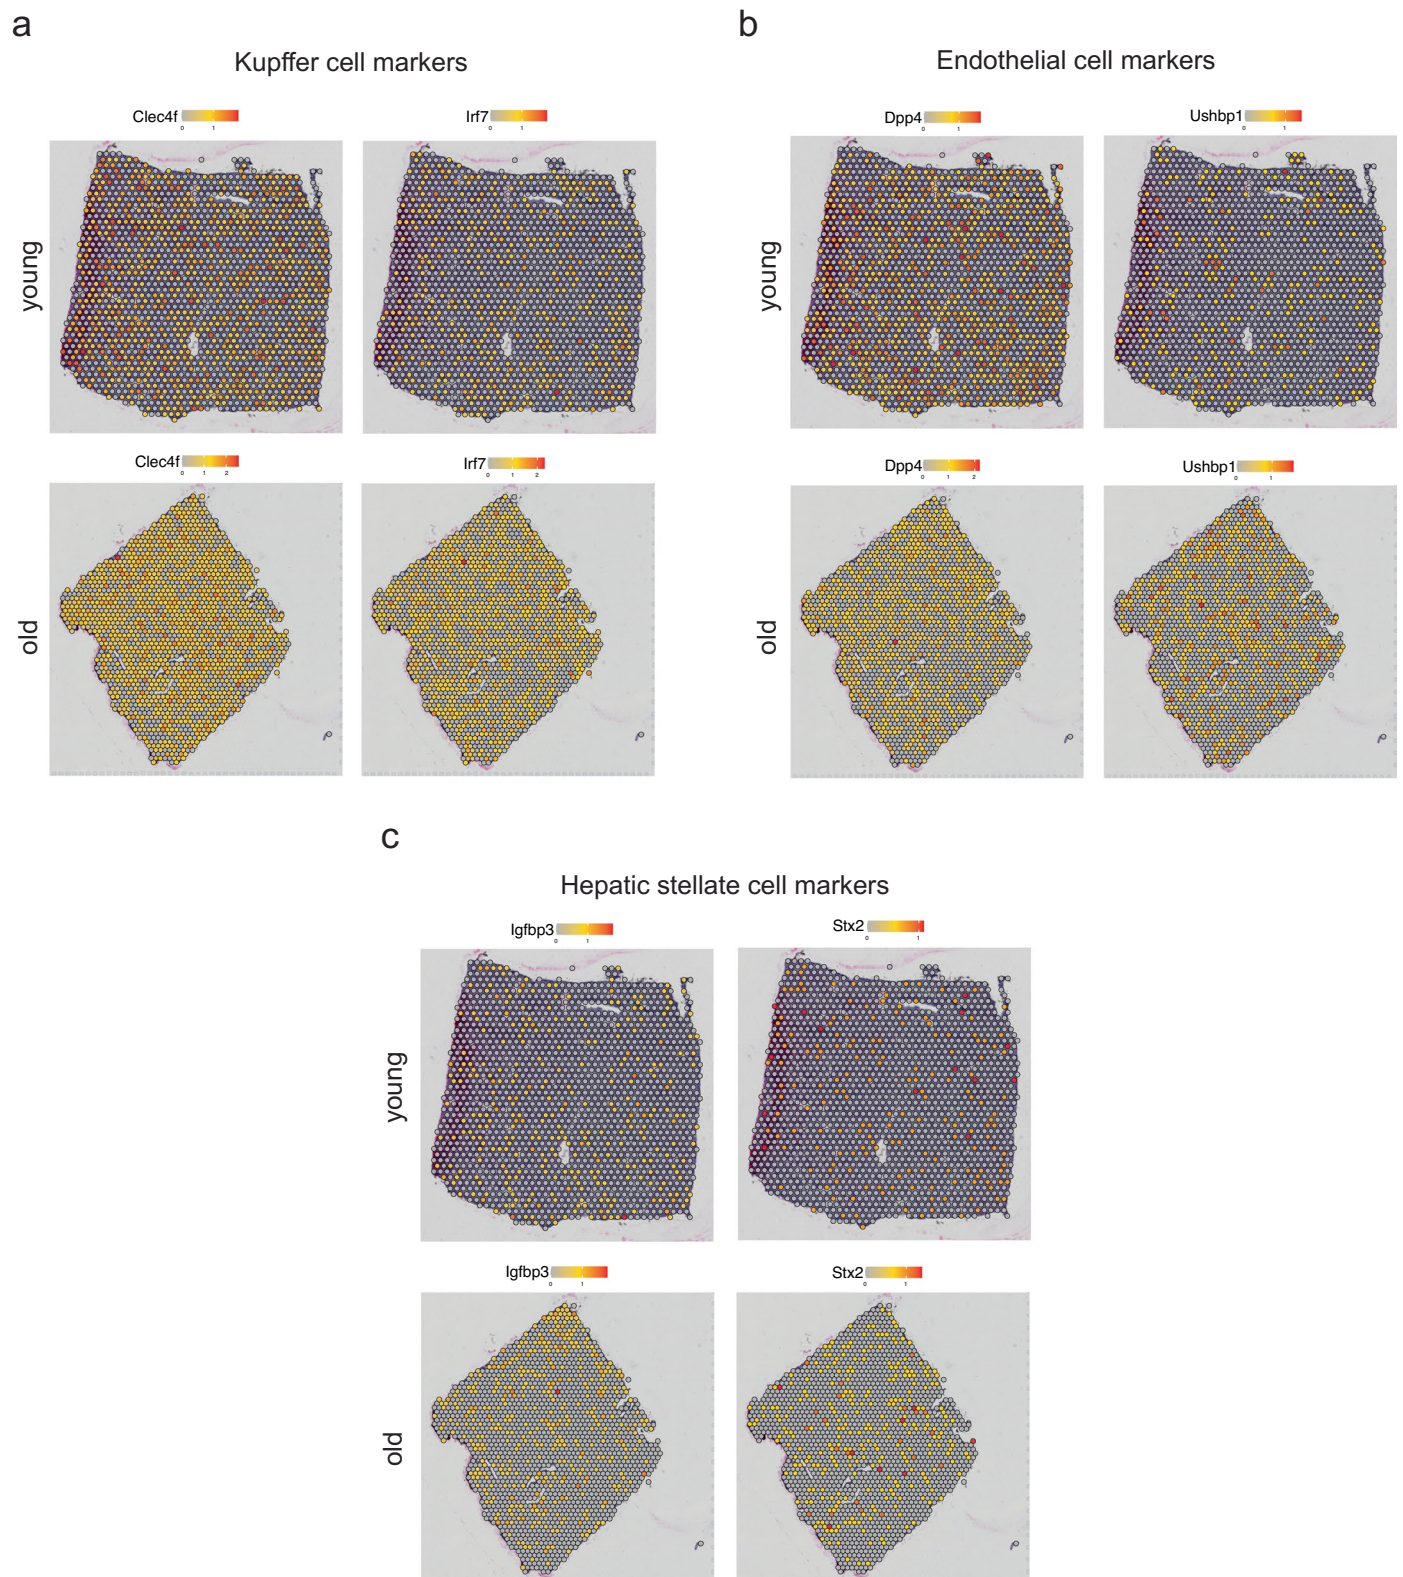 a
Kupffer cell markers
Clec4f
0 1
Irf7
0 1
young
Clec4f
0 1 2
Irf7
0 1 2
old
b
Endothelial cell markers
Dpp4
0 1
Ushbp1
0 1
young
Dpp4
0 1 2
Ushbp1
0 1
old
c
Hepatic stellate cell markers
Igfbp3
0 1
Stx2
0 1
young
Igfbp3
0 1
Stx2
0 1
old